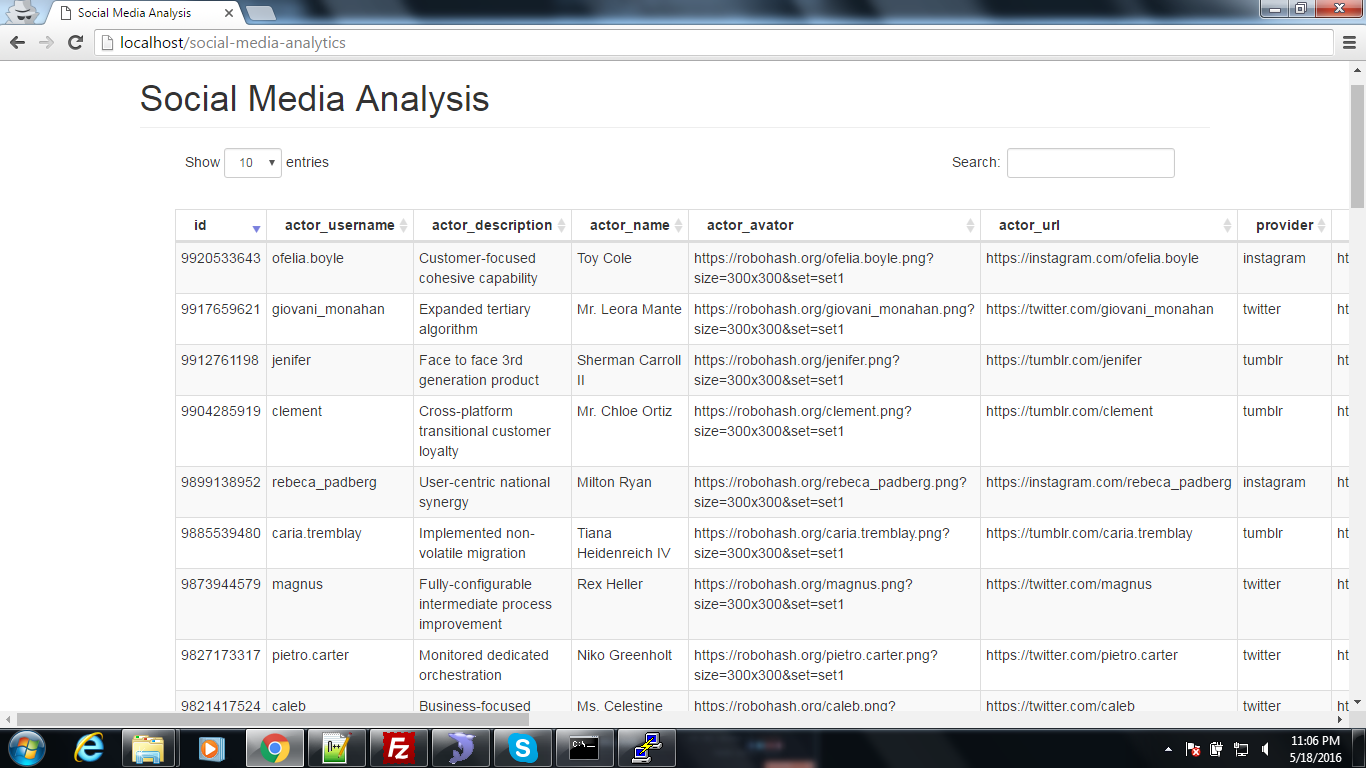 Social Media Analysis
localhost/social-media-analytics
Social Media Analysis
Show 10 entries Search:
id actor_username actor_description actor_name actor_avator actor_url provider
9920533643 ofelia.boyle Customer-focused Toy Cole https://robohash.org/ofelia.boyle.png? https://instagram.com/ofelia.boyle instagram ht
cohesive capability size=300x300&set=set1
9917659621 giovani_monahan Expanded tertiary Mr. Leora Mante https://robohash.org/giovani_monahan.png? https://twitter.com/giovani_monahan twitter ht
algorithm size=300x300&set=set1
9912761198 jenifer Face to face 3rd Sherman Carroll https://robohash.org/jenifer.png? https://tumblr.com/jenifer tumblr ht
generation product II size=300x300&set=set1
9904285919 clement Cross-platform Mr. Chloe Ortiz https://robohash.org/clement.png? https://tumblr.com/clement tumblr ht
transitional customer size=300x300&set=set1
loyalty
9899138952 rebeca_padberg User-centric national Milton Ryan https://robohash.org/rebeca_padberg.png? https://instagram.com/rebeca_padberg instagram ht
synergy size=300x300&set=set1
9885539480 caria.tremblay Implemented non- Tiana https://robohash.org/caria.tremblay.png? https://tumblr.com/caria.tremblay tumblr ht
volatile migration Heidenreich IV size=300x300&set=set1
9873944579 magnus Fully-configurable Rex Heller https://robohash.org/magnus.png? https://twitter.com/magnus twitter ht
intermediate process size=300x300&set=set1
improvement
9827173317 pietro.carter Monitored dedicated Niko Greenholt https://robohash.org/pietro.carter.png? https://twitter.com/pietro.carter twitter ht
orchestration size=300x300&set=set1
9821417524 caleb Business-focused Ms. Celestine https://robohash.org/caleb.png? https://twitter.com/caleb twitter ht
11:06 PM
5/18/2016